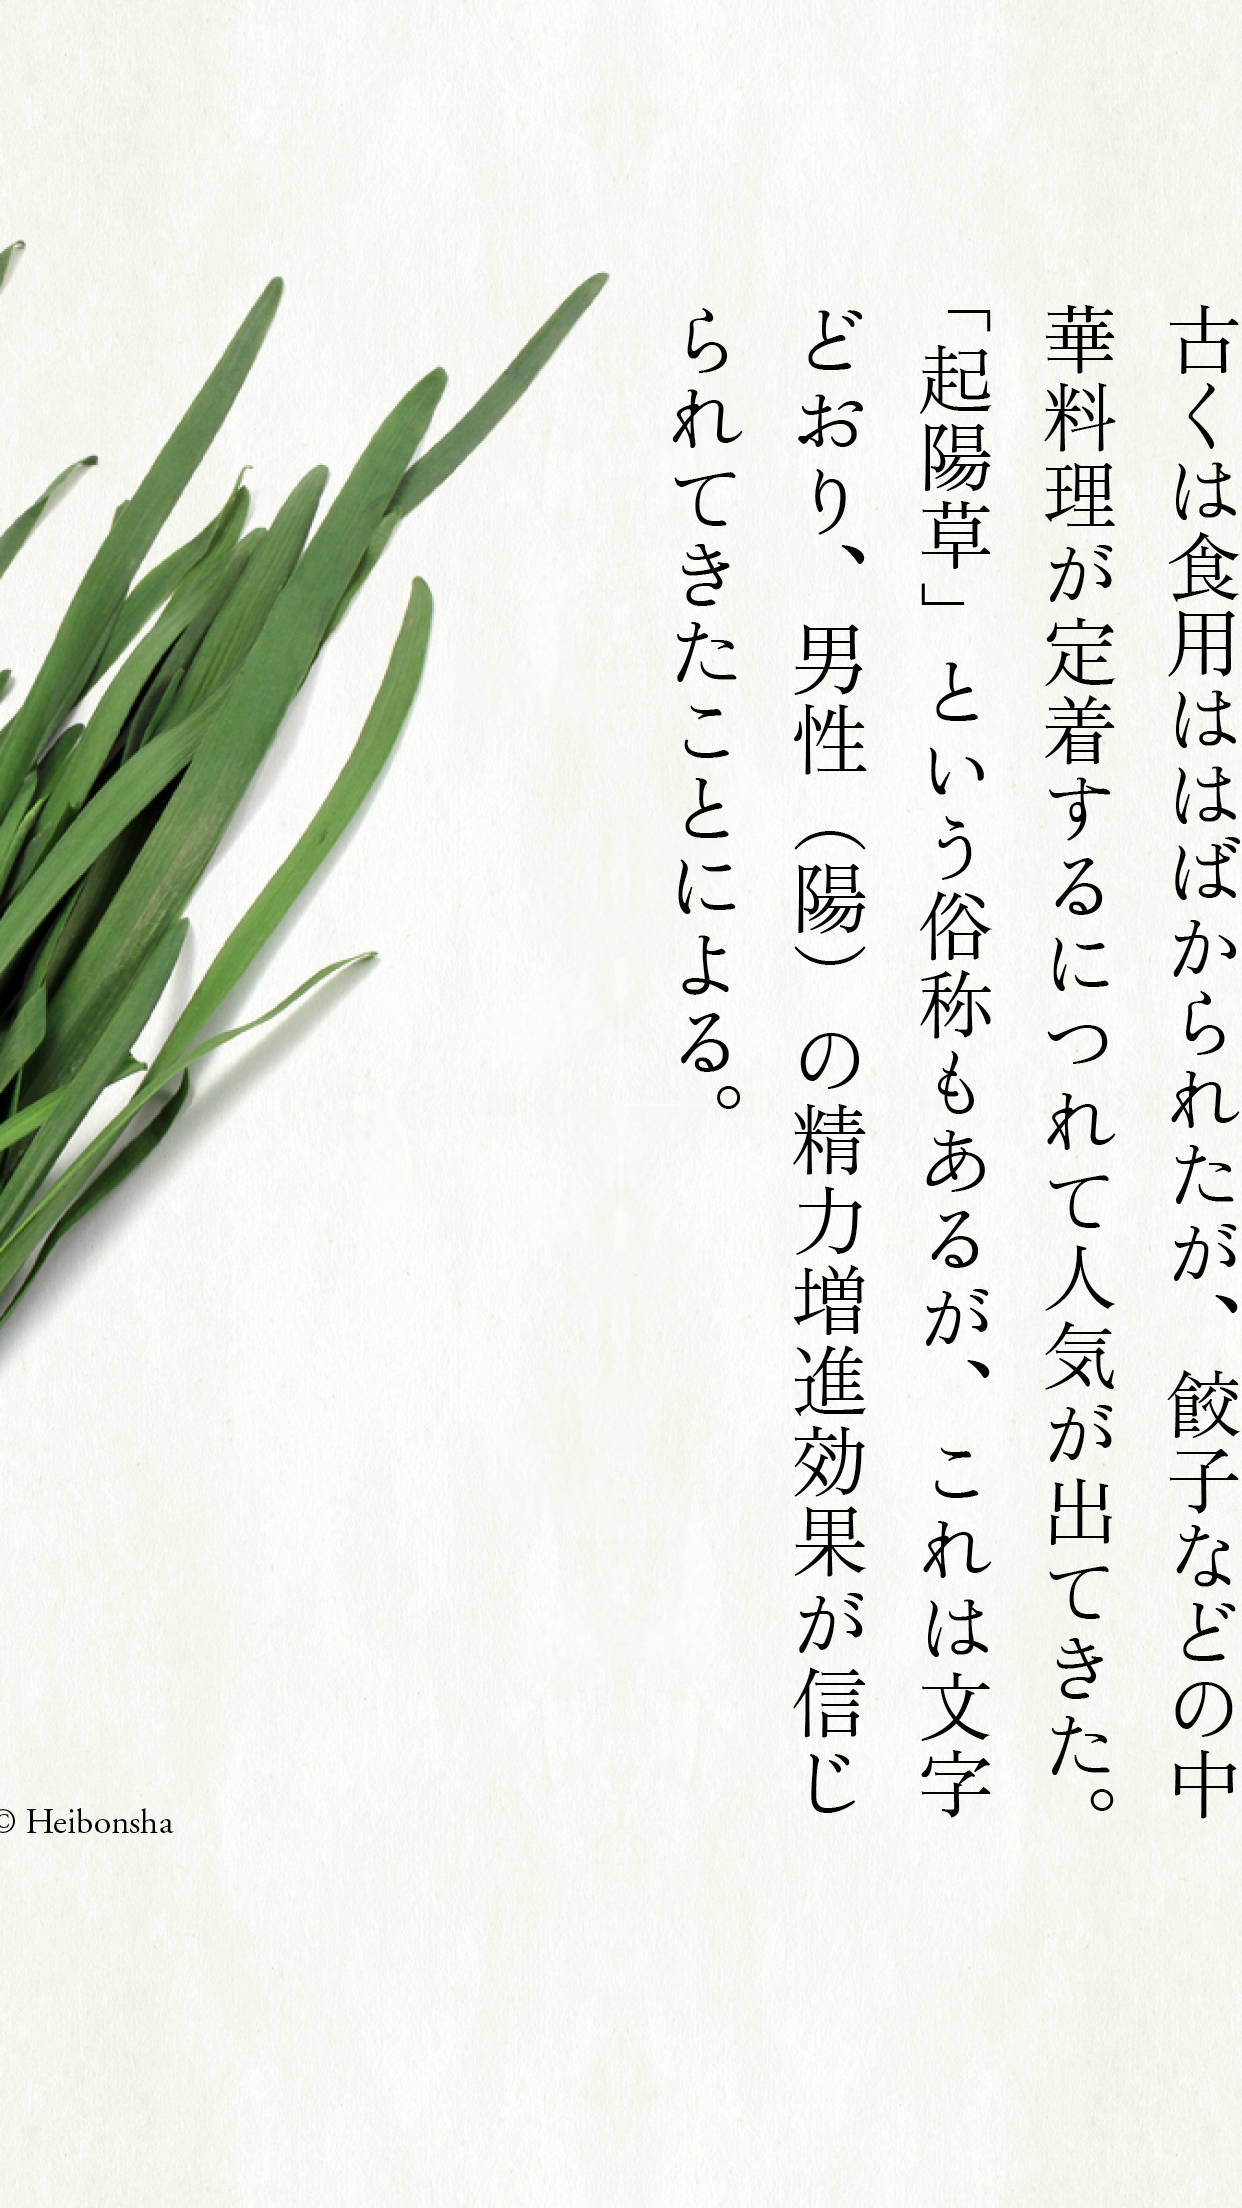 古くは食用ははばかられたが、餃子などの中
華料理が定着するにつれて人気が出てきた。
「起陽草」という俗称もあるが、これは文字
どおり、男性（陽）の精力増進効果が信じ
られてきたことによる。
© Heibonsha